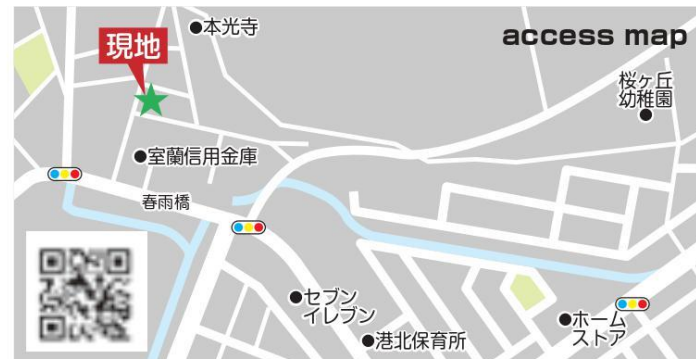 本光寺
access map
現地
桜ヶ丘
幼稚園
室蘭信用金庫
春雨橋
セブン
イレブン
港北保育所
ホーム
ストア